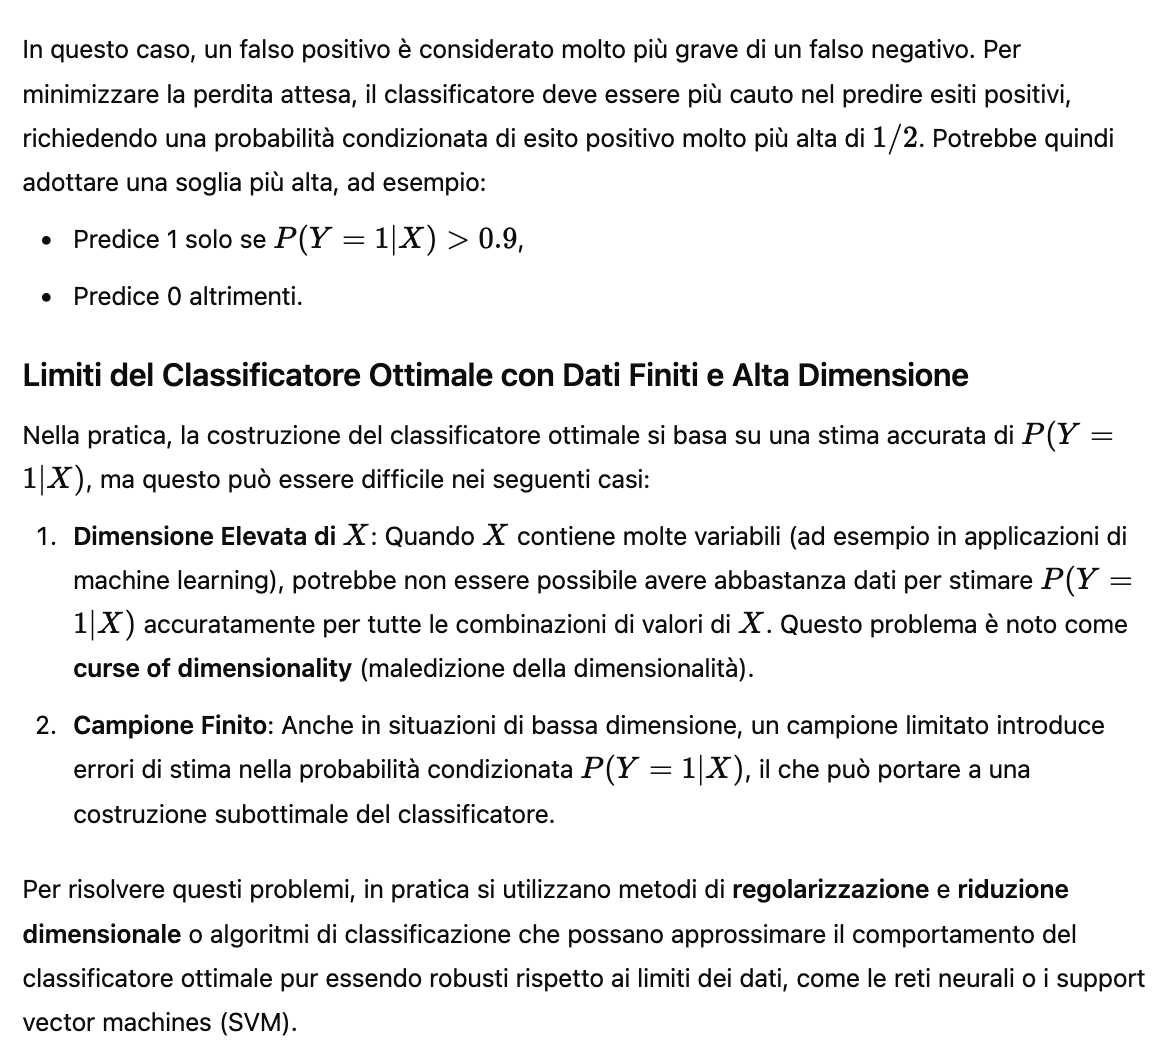 In questo caso, un falso positivo è considerato molto più grave di un falso negativo. Per
minimizzare la perdita attesa, il classificatore deve essere più cauto nel predire esiti positivi,
richiedendo una probabilità condizionata di esito positivo molto più alta di 1/2. Potrebbe quindi
adottare una soglia più alta, ad esempio:
• Predice 1 solo se P(Y = 1|X) > 0.9,
• Predice 0 altrimenti.
Limiti del Classificatore Ottimale con Dati Finiti e Alta Dimensione
Nella pratica, la costruzione del classificatore ottimale si basa su una stima accurata di P(Y =
1|X), ma questo può essere difficile nei seguenti casi:
1. Dimensione Elevata di X: Quando X contiene molte variabili (ad esempio in applicazioni di
machine learning), potrebbe non essere possibile avere abbastanza dati per stimare P(Y =
1|X) accuratamente per tutte le combinazioni di valori di X. Questo problema è noto come
curse of dimensionality (maledizione della dimensionalità).
2. Campione Finito: Anche in situazioni di bassa dimensione, un campione limitato introduce
errori di stima nella probabilità condizionata P(Y = 1|X), il che può portare a una
costruzione subottimale del classificatore.
Per risolvere questi problemi, in pratica si utilizzano metodi di regolarizzazione e riduzione
dimensionale o algoritmi di classificazione che possano approssimare il comportamento del
classificatore ottimale pur essendo robusti rispetto ai limiti dei dati, come le reti neurali o i support
vector machines (SVM).